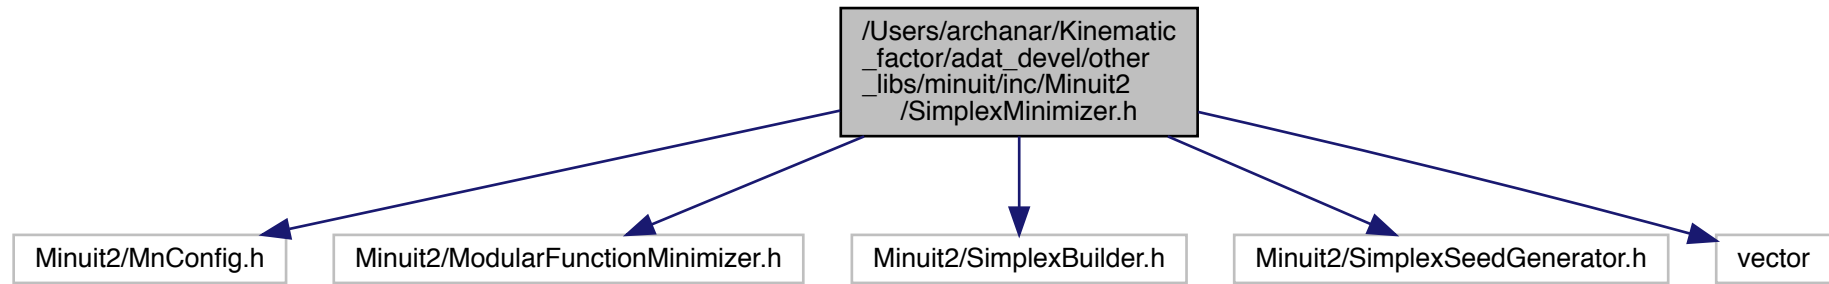 /Users/archanar/Kinematic
_factor/adat_devel/other
_libs/minuit/inc/Minuit2
/SimplexMinimizer.h
Minuit2/MnConfig.h
Minuit2/ModularFunctionMinimizer.h
Minuit2/SimplexBuilder.h
Minuit2/SimplexSeedGenerator.h
vector